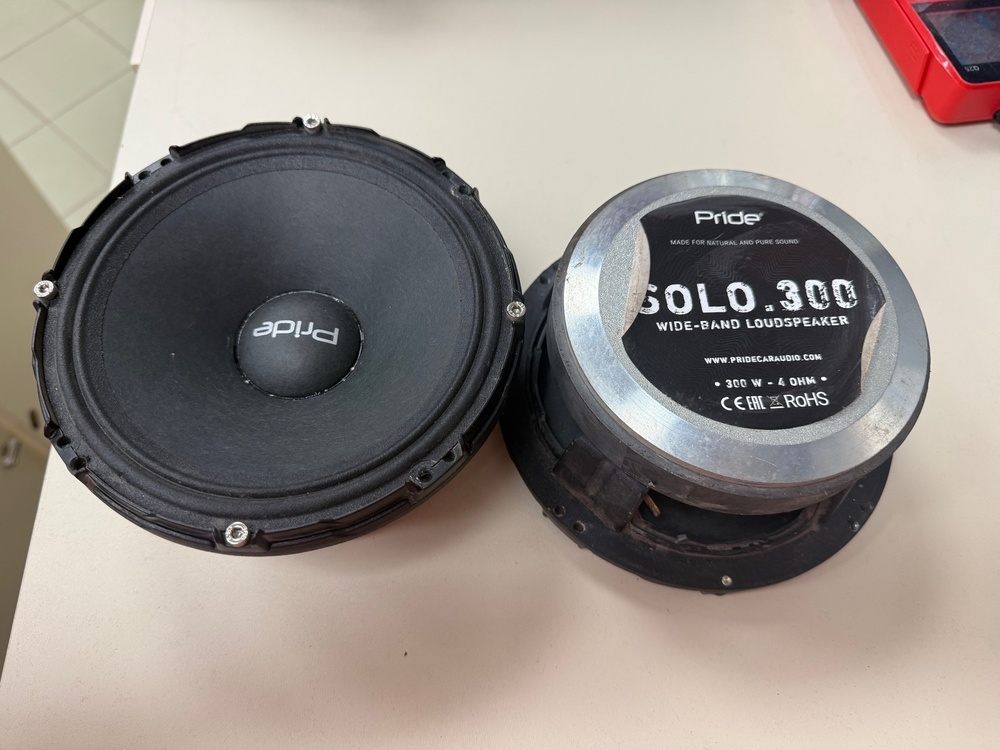 Pride
Pride
MADE FOR NATURAL AND PURE SOUND
SOLO.300
WIDE-BAND LOUDSPEAKER
WWW.PRIDECARAUDIO.COM
• 300 W - 4 OHM •
CE EAC RoHS
025